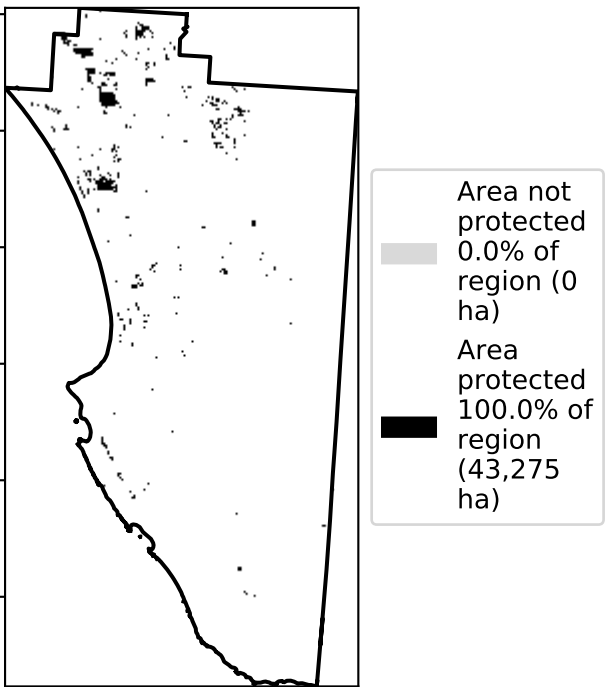 Area not
protected
0.0% of
region (0
ha)
Area
protected
100.0% of
region
(43,275
ha)